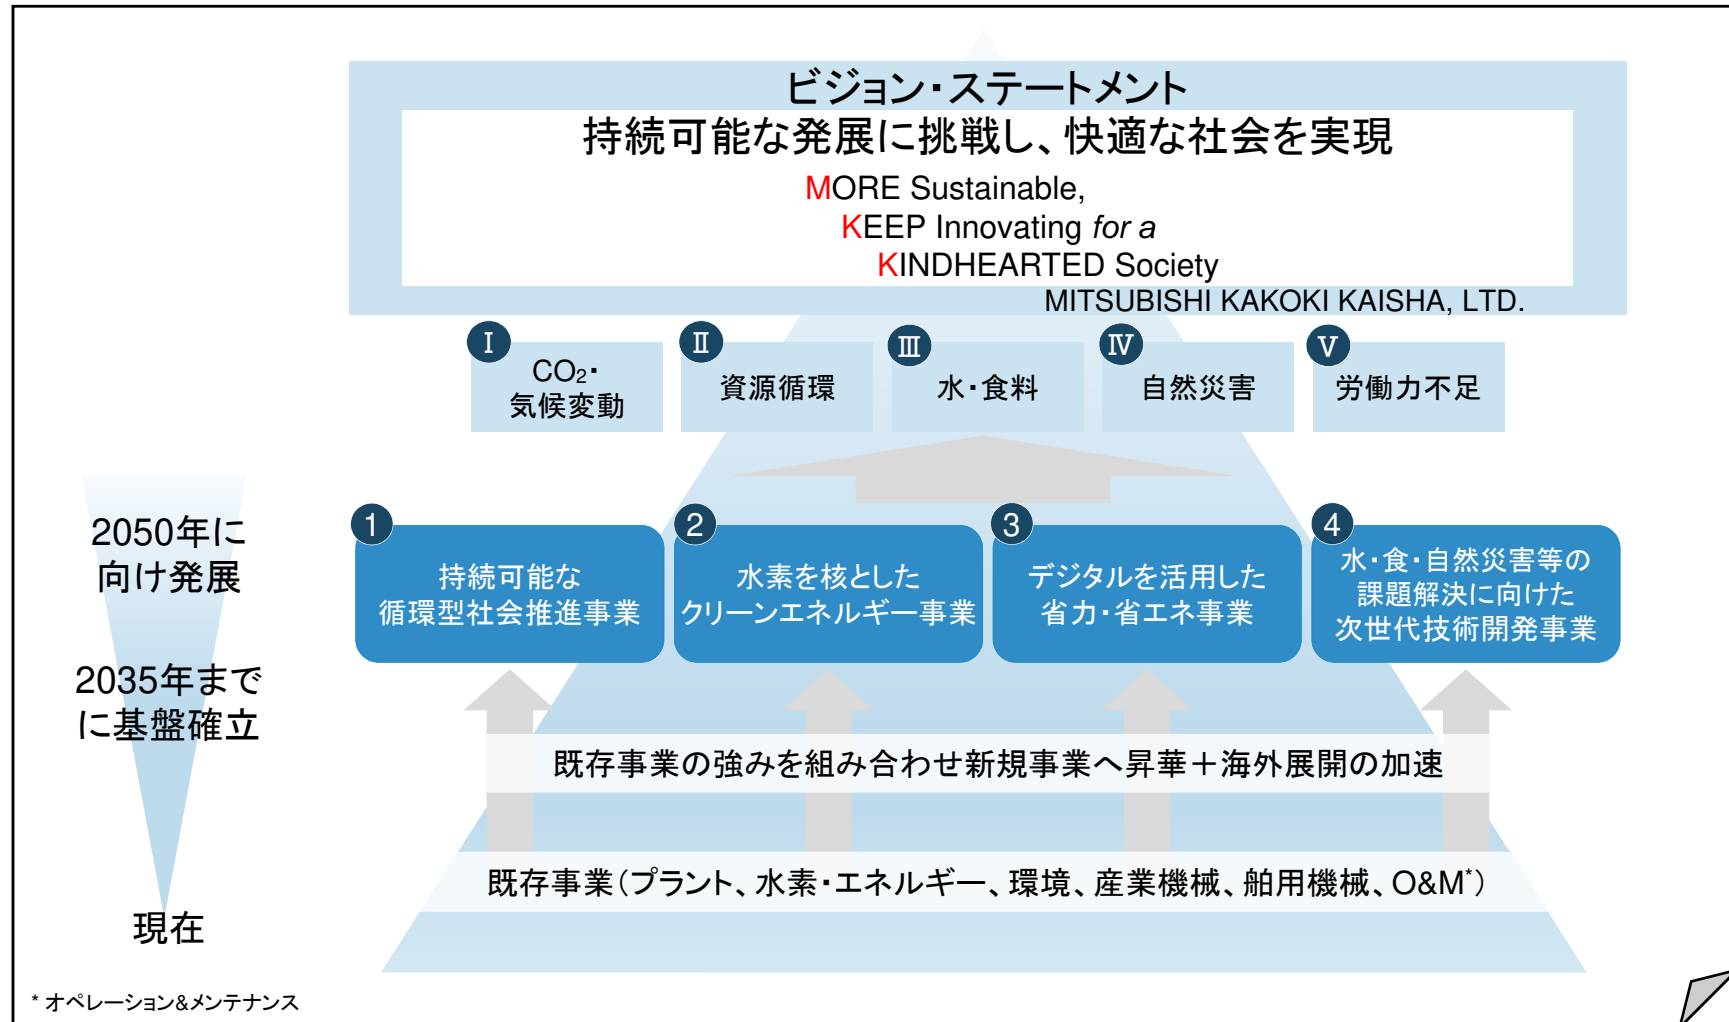 ビジョン・ステートメント
持続可能な発展に挑戦し、快適な社会を実現
MORE Sustainable,
KEEP Innovating for a
KINDHEARTED Society
MITSUBISHI KAKOKI KAISHA, LTD.
Ⅰ
CO₂・
気候変動
Ⅱ
資源循環
Ⅲ
水・食料
Ⅳ
自然災害
Ⅴ
労働力不足
2050年に
向け発展
2035年まで
に基盤確立
現在
1
持続可能な
循環型社会推進事業
2
水素を核とした
クリーンエネルギー事業
3
デジタルを活用した
省力・省エネ事業
4
水・食・自然災害等の
課題解決に向けた
次世代技術開発事業
既存事業の強みを組み合わせ新規事業へ昇華＋海外展開の加速
既存事業（プラント、水素・エネルギー、環境、産業機械、舶用機械、O&M*）
* オペレーション&メンテナンス